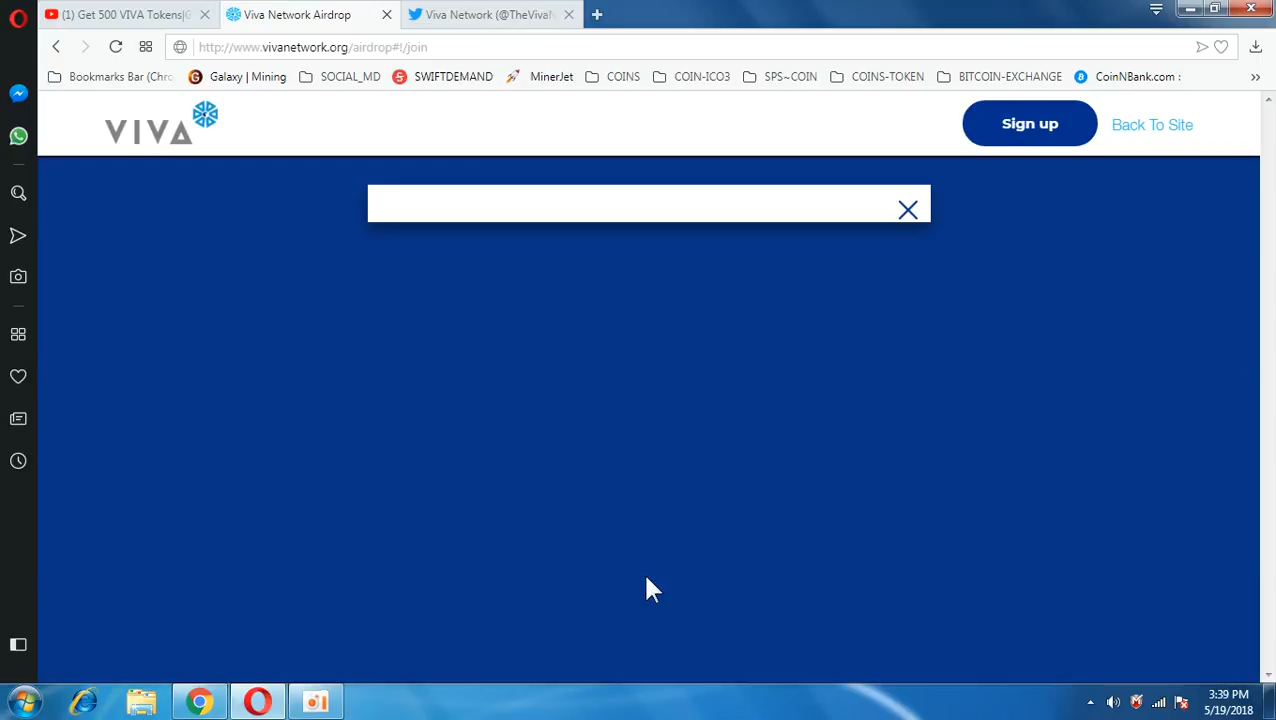 (1) Get 500 VIVA Tokens|G
Viva Network Airdrop
Viva Network (@TheViva
http://www.vivanetwork.org/airdrop#!/join
Bookmarks Bar (Chro
Galaxy | Mining
SOCIAL_MD
SWIFTDEMAND
MinerJet
COINS
COIN-ICO3
SPS~COIN
COINS-TOKEN
BITCOIN-EXCHANGE
CoinNBank.com :
VIVA
Sign up
Back To Site
3:39 PM
5/19/2018